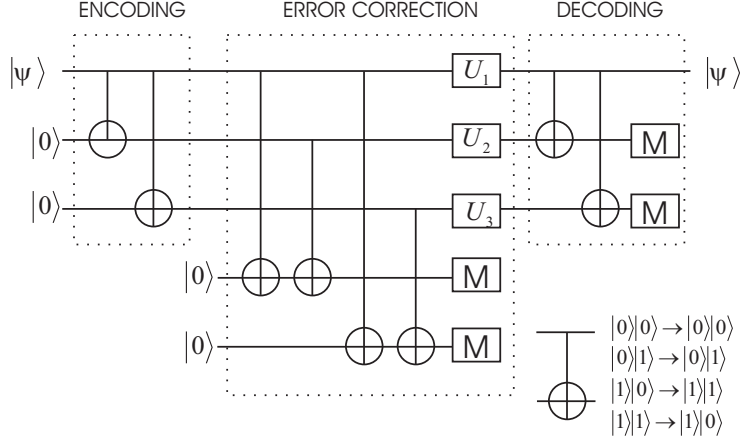 ENCODING ERROR CORRECTION DECODING
|ψ⟩ U₁ |ψ⟩
|0⟩ U₂ M
|0⟩ U₃ M
|0⟩ M
|0⟩ M
|0⟩|0⟩→|0⟩|0⟩
|0⟩|1⟩→|0⟩|1⟩
|1⟩|0⟩→|1⟩|1⟩
|1⟩|1⟩→|1⟩|0⟩